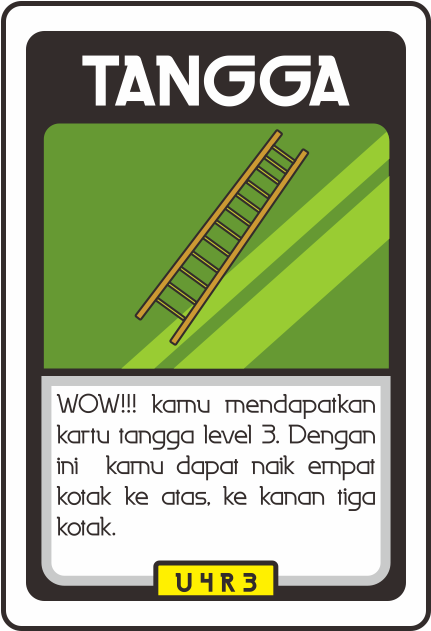 TANGGA
WOW!!! kamu mendapatkan
kartu tangga level 3. Dengan
ini kamu dapat naik empat
kotak ke atas, ke kanan tiga
kotak.
U4R3